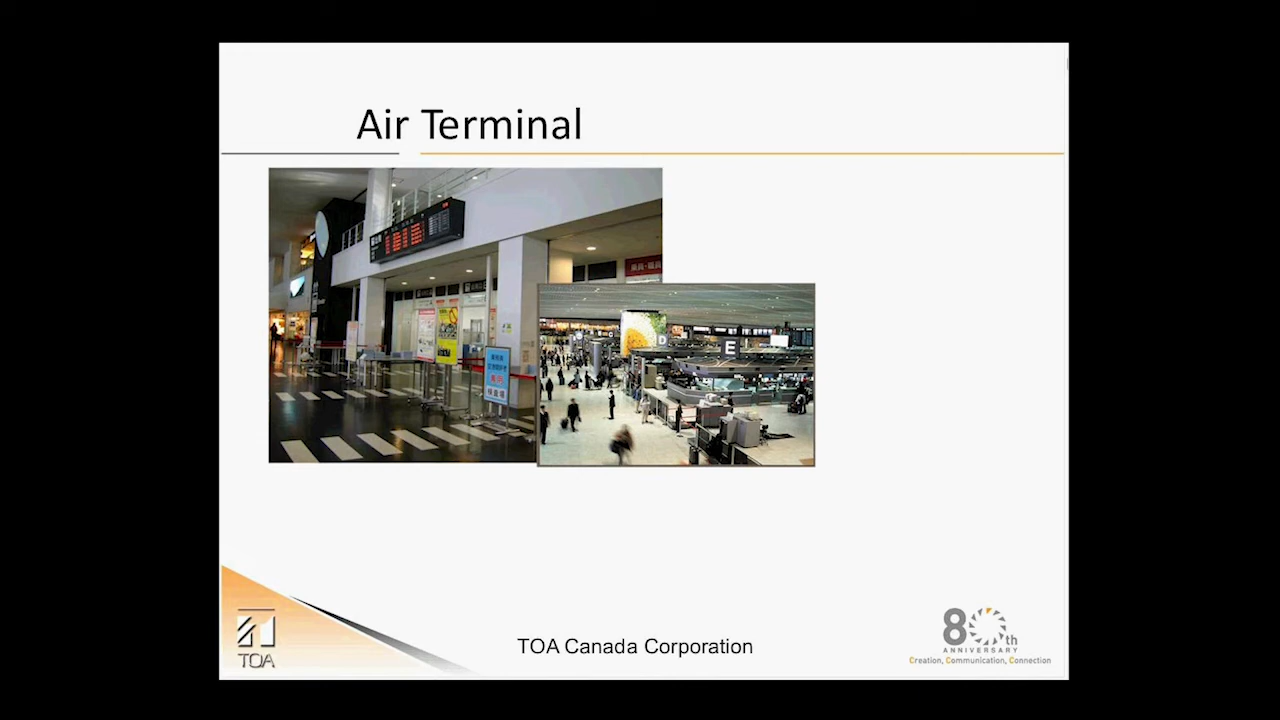 Air Terminal
D
E
TOA
TOA Canada Corporation
80th
ANNIVERSARY
Creation, Communication, Connection